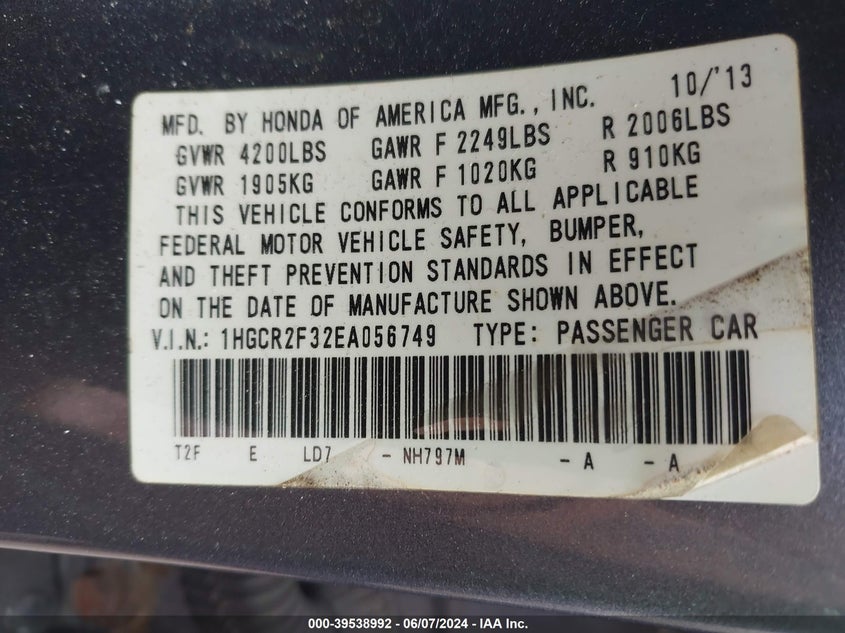 MFD. BY HONDA OF AMERICA MFG., INC. 10/'13
GVWR 4200LBS GAWR F 2249LBS R 2006LBS
GVWR 1905KG GAWR F 1020KG R 910KG
THIS VEHICLE CONFORMS TO ALL APPLICABLE
FEDERAL MOTOR VEHICLE SAFETY, BUMPER,
AND THEFT PREVENTION STANDARDS IN EFFECT
ON THE DATE OF MANUFACTURE SHOWN ABOVE.
V.I.N.: 1HGCR2F32EA056749 TYPE: PASSENGER CAR
T2F E LD7 - NH797M - A - A
000-39538992 - 06/07/2024 - IAA Inc.